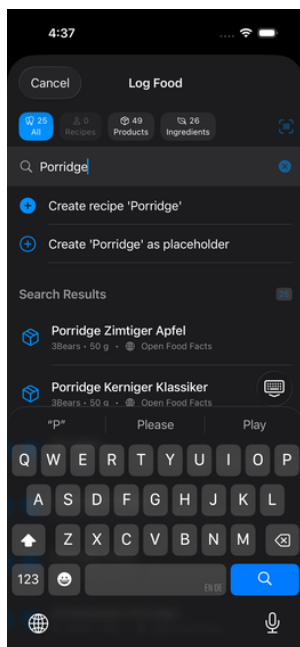 4:37
Cancel
Log Food
25
All
0
Recipes
49
Products
26
Ingredients
Porridge
Create recipe 'Porridge'
Create 'Porridge' as placeholder
Search Results
25
Porridge Zimtiger Apfel
3Bears • 50 g • Open Food Facts
Porridge Kerniger Klassiker
3Bears • 50 g • Open Food Facts
“P”
Please
Play
Q W E R T Y U I O P
A S D F G H J K L
Z X C V B N M
123
EN DE